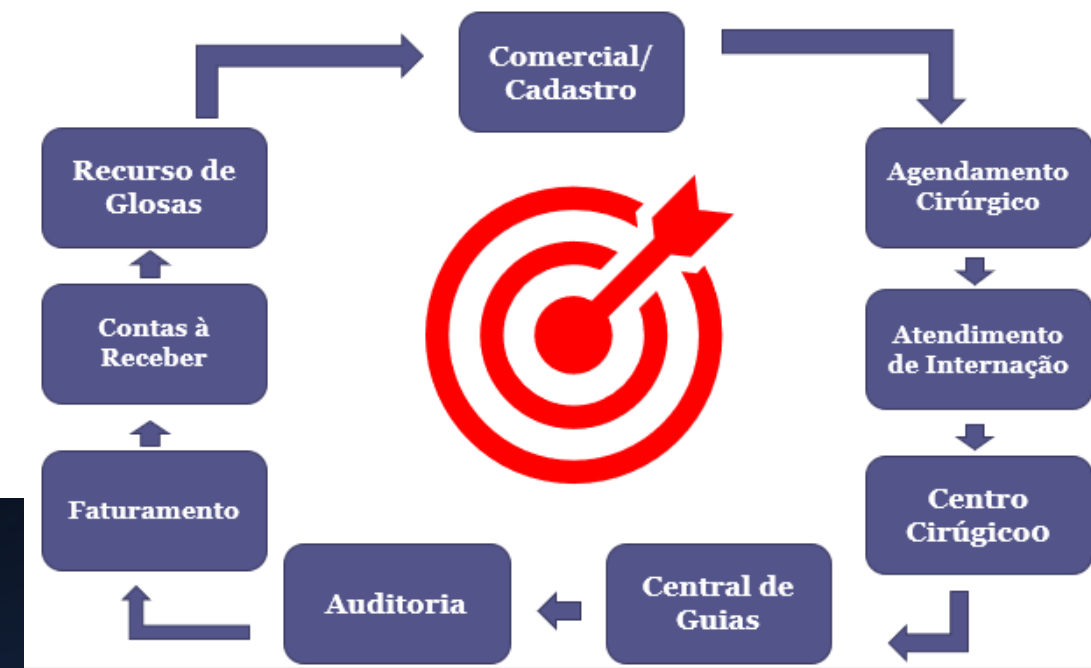 Comercial/
Cadastro
Agendamento
Cirúrgico
Atendimento
de Internação
Centro
Cirúgicoo
Central de
Guias
Auditoria
Faturamento
Contas à
Receber
Recurso de
Glosas